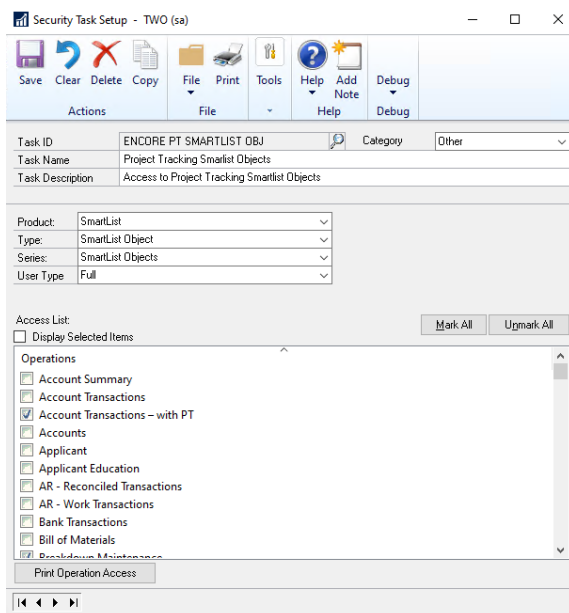 Security Task Setup - TWO (sa)
Save Clear Delete Copy File Print Tools Help Add Note Debug
Actions File Help Debug
Task ID ENCORE PT SMARTLIST OBJ Category Other
Task Name Project Tracking Smarlist Objects
Task Description Access to Project Tracking Smartlist Objects
Product: SmartList
Type: SmartList Object
Series: SmartList Objects
User Type Full
Access List: Mark All Unmark All
Display Selected Items
Operations
Account Summary
Account Transactions
Account Transactions – with PT
Accounts
Applicant
Applicant Education
AR - Reconciled Transactions
AR - Work Transactions
Bank Transactions
Bill of Materials
Breakdown Maintenance
Print Operation Access